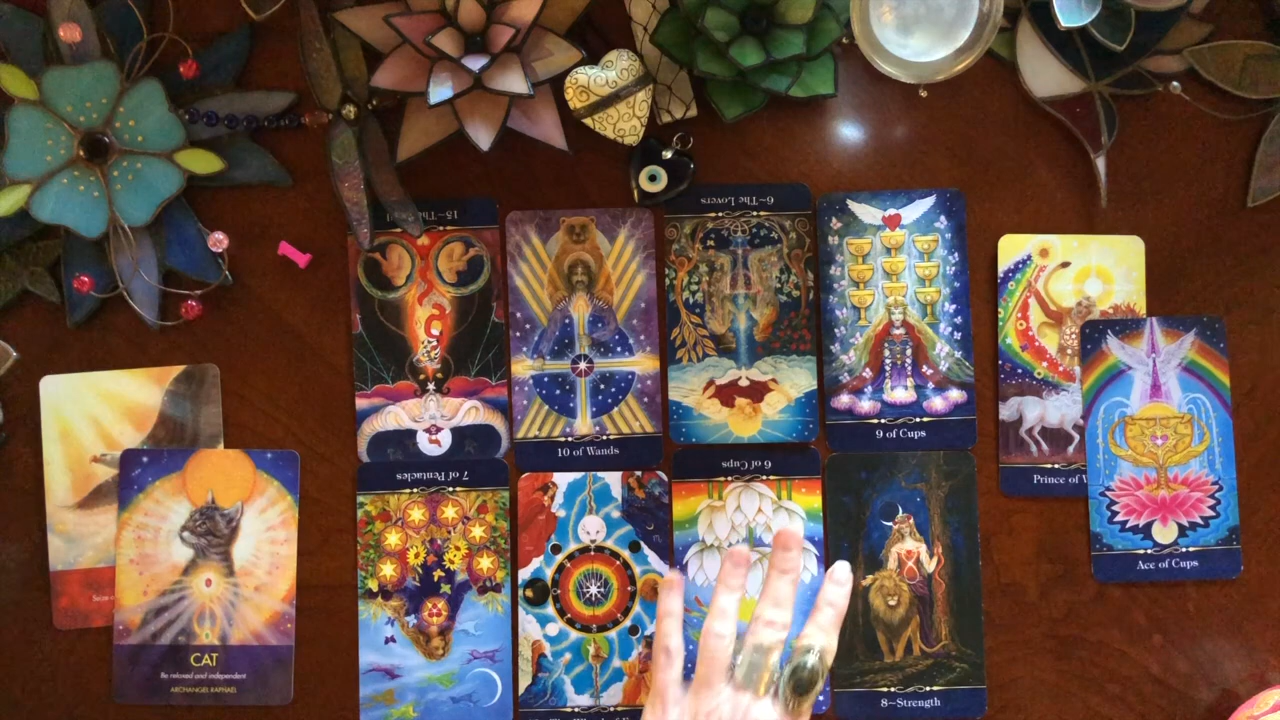 15~The
10 of Wands
6~The Lovers
9 of Cups
Prince of
Ace of Cups
7 of Pentacles
6 of Cups
8~Strength
CAT
Be relaxed and independent
ARCHANGEL RAPHAEL